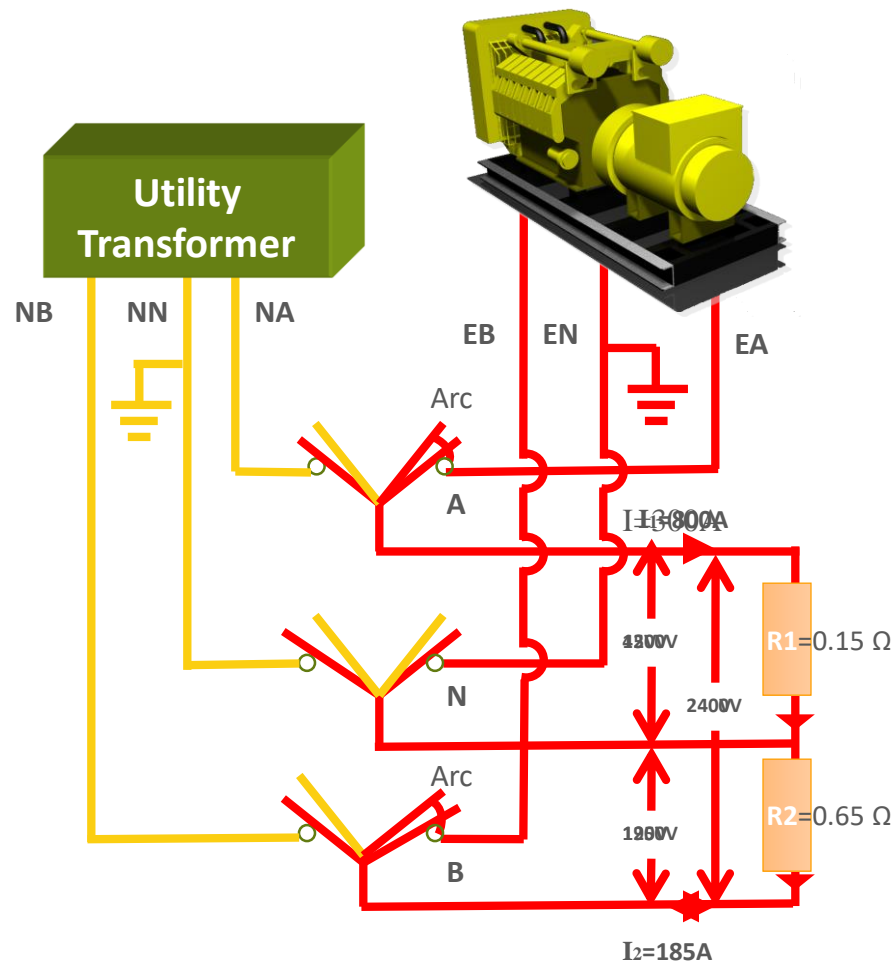 Utility
Transformer
NB
NN
NA
EB
EN
EA
Arc
A
R1=0.15 Ω
N
Arc
R2=0.65 Ω
B
I₂=185A